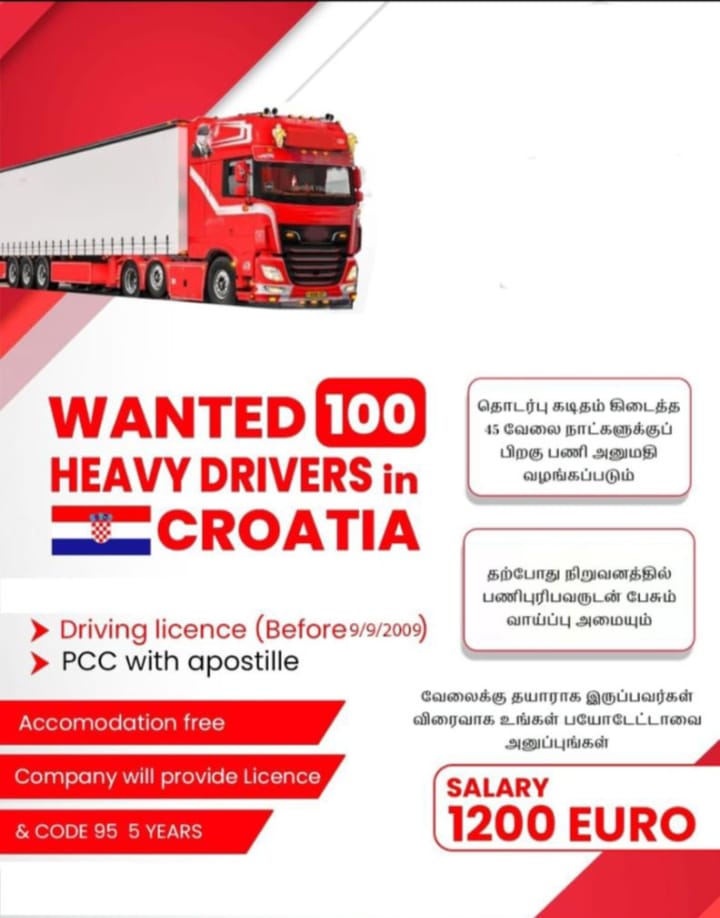 WANTED 100
HEAVY DRIVERS in
CROATIA
Driving licence (Before 9/9/2009)
PCC with apostille
Accomodation free
Company will provide Licence
& CODE 95 5 YEARS
தொடர்பு கடிதம் கிடைத்த
45 வேலை நாட்களுக்குப்
பிறகு பணி அனுமதி
வழங்கப்படும்
தற்போது நிறுவனத்தில்
பணிபுரிபவருடன் பேசும்
வாய்ப்பு அமையும்
வேலைக்கு தயாராக இருப்பவர்கள்
விரைவாக உங்கள் பயோடேட்டாவை
அனுப்புங்கள்
SALARY
1200 EURO